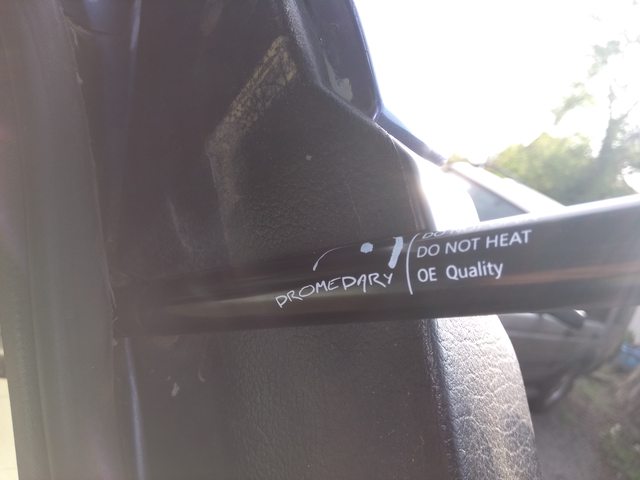 DROMEDARY
DO NOT HEAT
OE Quality